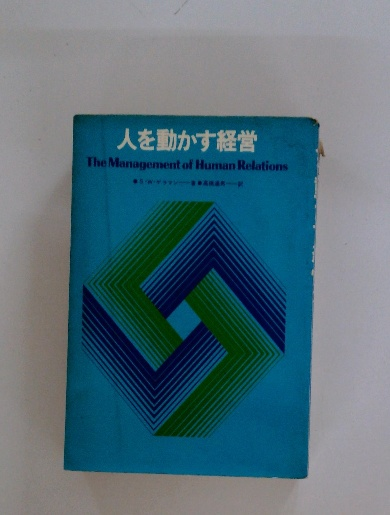 人を動かす経営
The Management of Human Relations